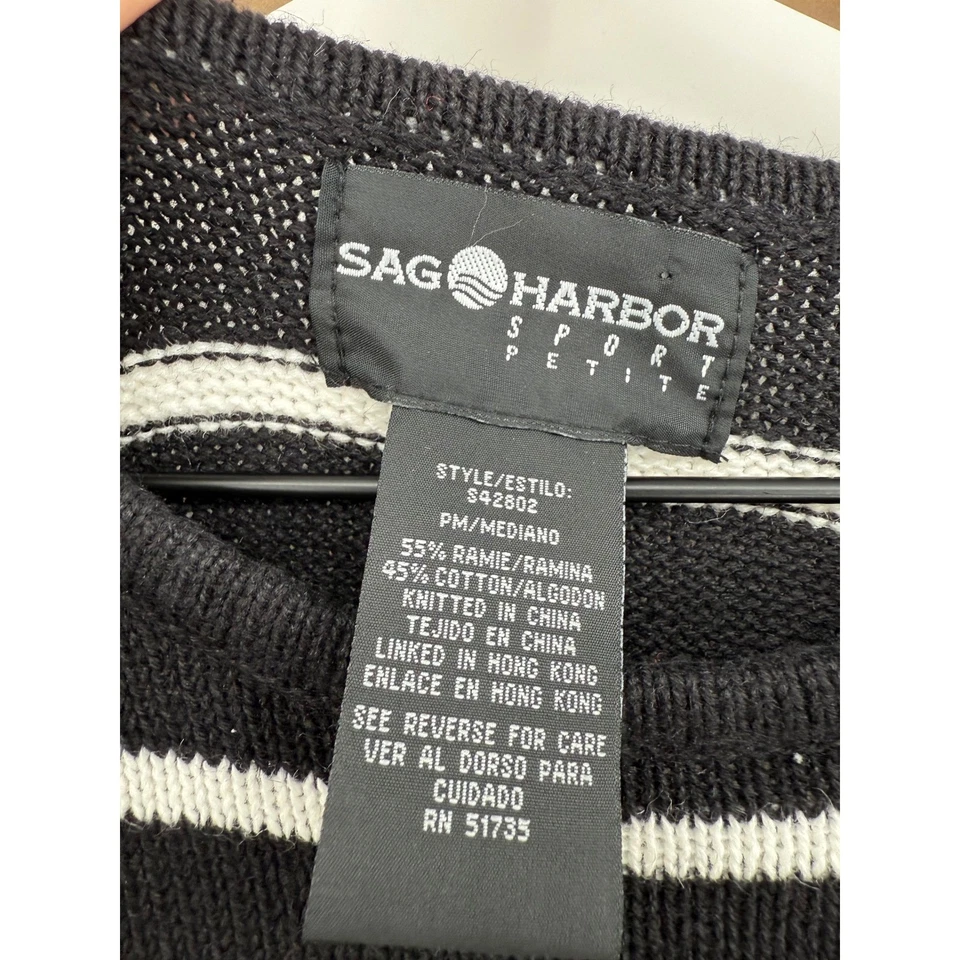 SAG HARBOR
SPORT
PETITE
STYLE/ESTILO:
S42802
PM/MEDIANO
55% RAMIE/RAMINA
45% COTTON/ALGODON
KNITTED IN CHINA
TEJIDO EN CHINA
LINKED IN HONG KONG
ENLACE EN HONG KONG
SEE REVERSE FOR CARE
VER AL DORSO PARA
CUIDADO
RN 51735